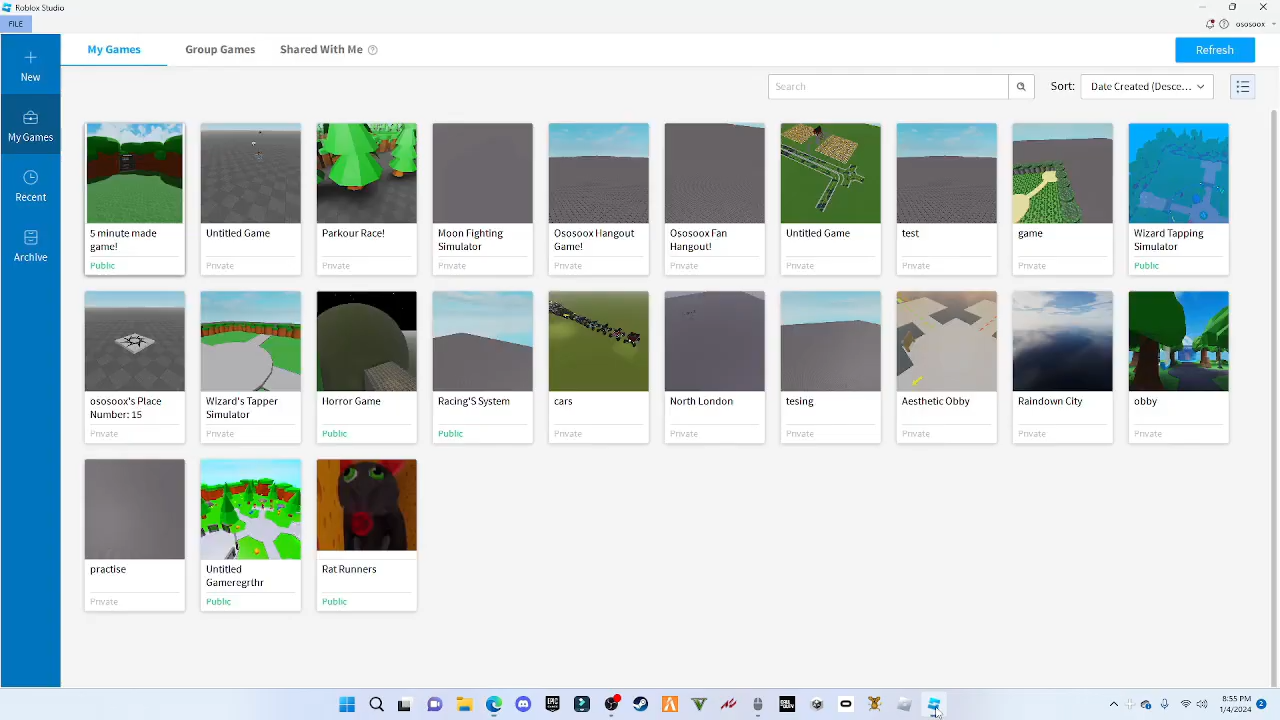 Roblox Studio
FILE
ososoox
New
My Games
Recent
Archive
My Games Group Games Shared With Me
Refresh
Search
Sort: Date Created (Desce...
5 minute made game!
Public
Untitled Game
Private
Parkour Race!
Private
Moon Fighting Simulator
Private
Ososoox Hangout Game!
Private
Ososoox Fan Hangout!
Private
Untitled Game
Private
test
Private
game
Private
Wizard Tapping Simulator
Public
ososoox's Place Number: 15
Private
Wizard's Tapper Simulator
Private
Horror Game
Public
Racing'S System
Public
cars
Private
North London
Private
tesing
Private
Aesthetic Obby
Private
Raindown City
Private
obby
Private
practise
Private
Untitled Gameregrthr
Public
Rat Runners
Public
8:55 PM
1/4/2024